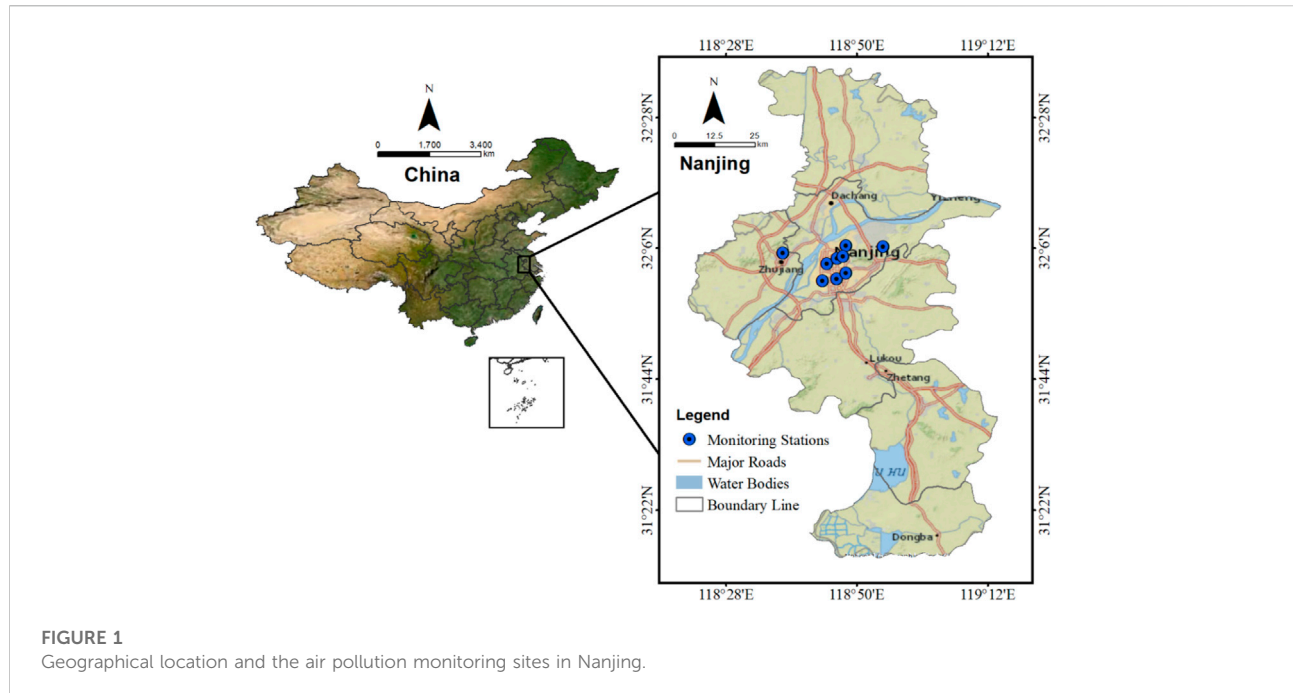 118°28'E
118°50'E
119°12'E
N
0 1,700 3,400
km
China
N
0 12.5 25
km
Nanjing
32°28'N
32°6'N
31°44'N
31°22'N
32°28'N
32°6'N
31°44'N
31°22'N
Dachang
Nanjing
Zhujiang
Lukou
Zhetang
U HU
Dongba
Legend
Monitoring Stations
Major Roads
Water Bodies
Boundary Line
118°28'E
118°50'E
119°12'E
FIGURE 1
Geographical location and the air pollution monitoring sites in Nanjing.